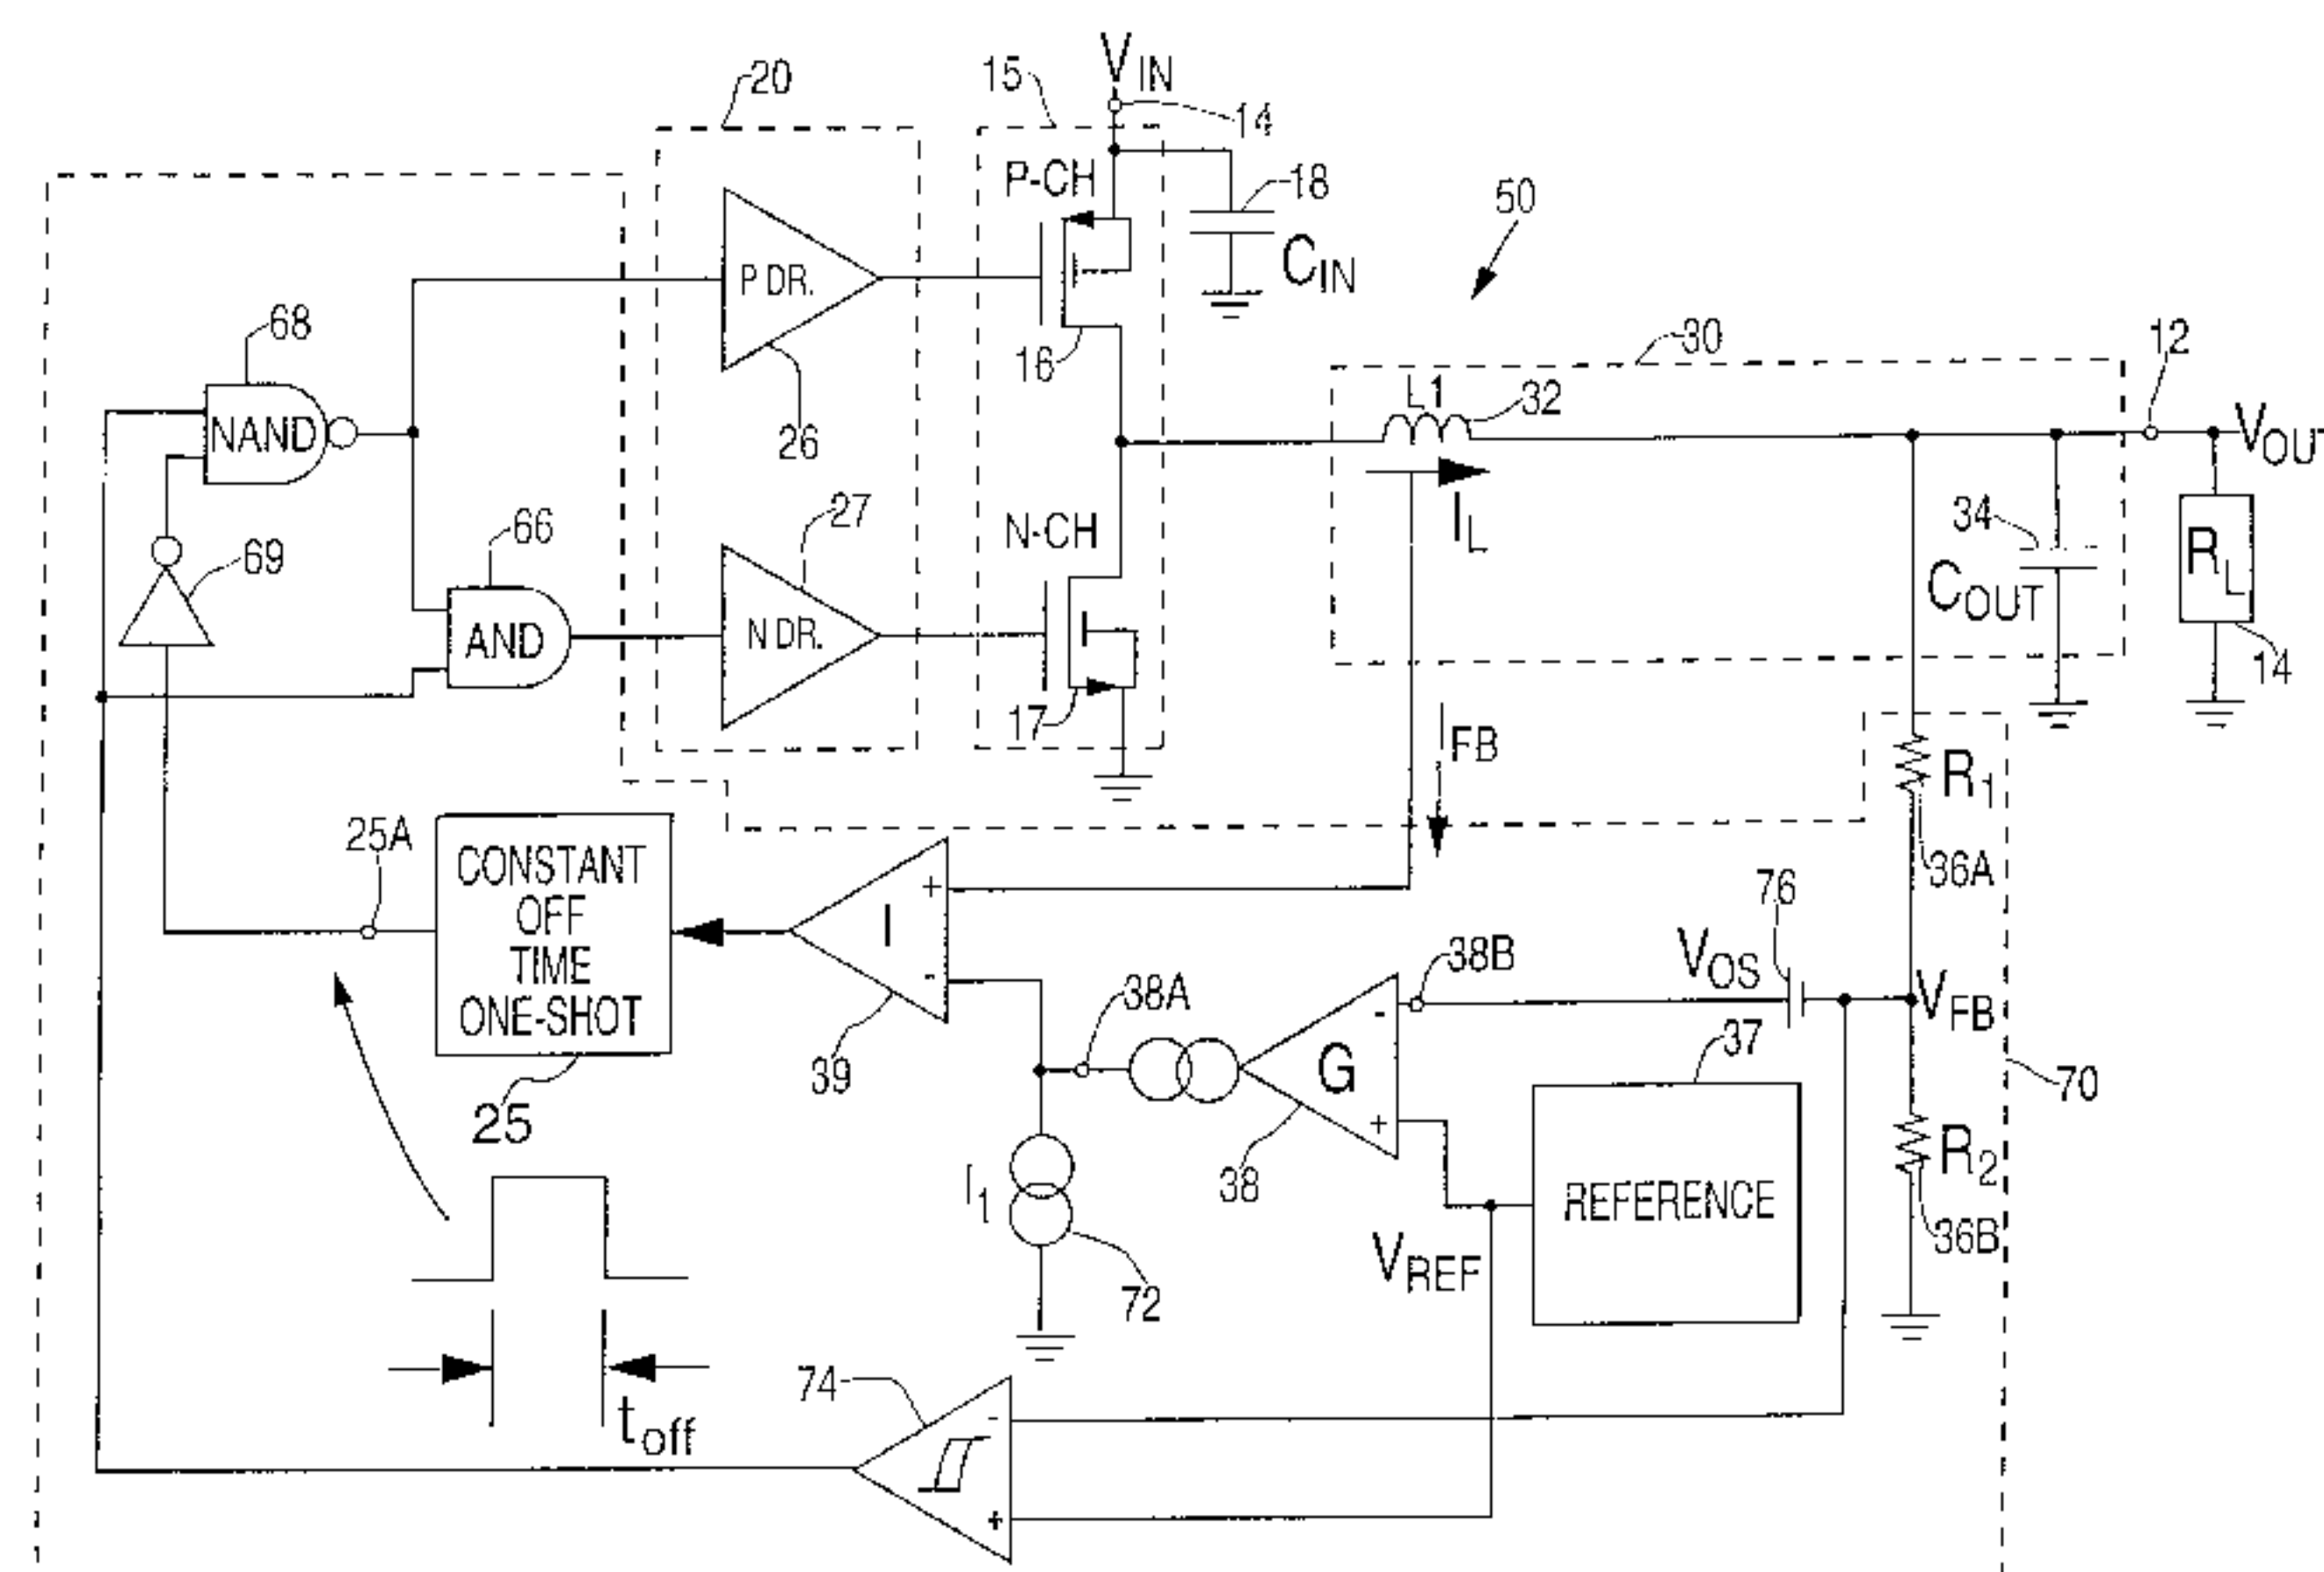 VIN
20
15
14
P-CH
18
CIN
50
P DR.
68
16
30
12
L1
32
NAND
26
VOUT
IL
N-CH
27
34
RL
COUT
66
69
AND
N DR.
17
14
IFB
R1
25A
CONSTANT
OFF
TIME
ONE-SHOT
+
I
-
36A
76
VOS
38B
38A
-
VFB
37
39
G
70
25
+
38
R2
I1
REFERENCE
36B
VREF
72
74
-
toff
+